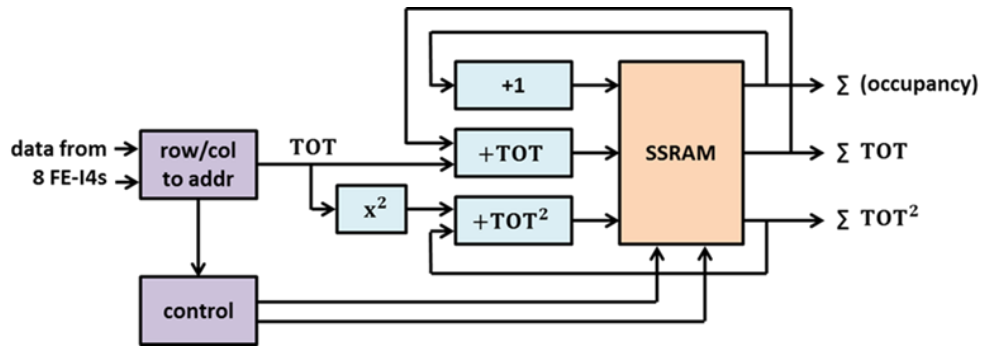 +1
∑ (occupancy)
data from
8 FE-I4s
row/col
to addr
TOT
+TOT
SSRAM
∑ TOT
x²
+TOT²
∑ TOT²
control